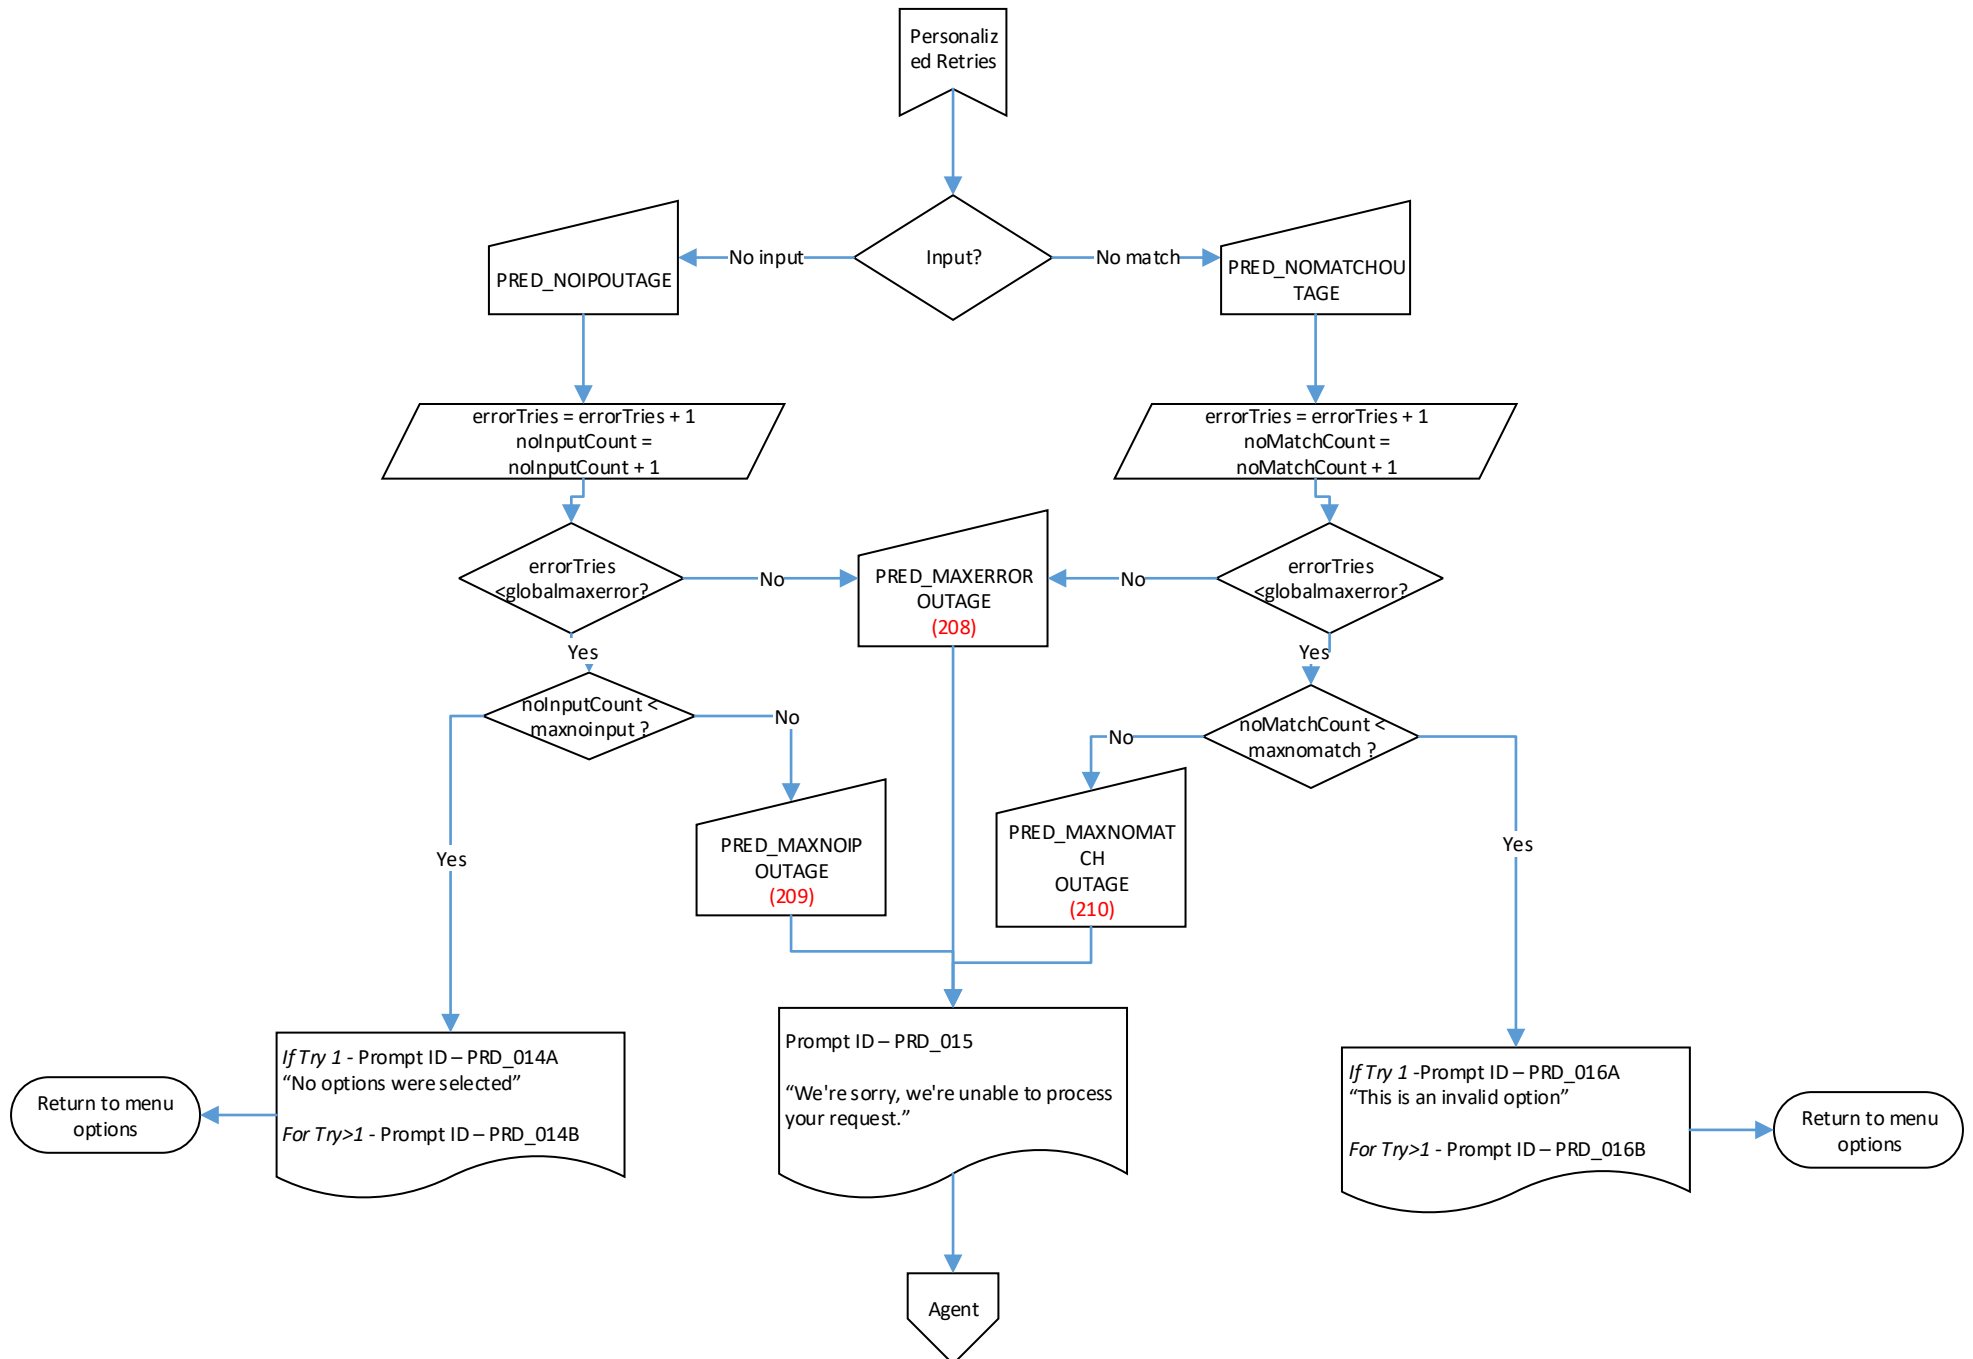 Personaliz
ed Retries
No input
Input?
No match
PRED_NOIPOUTAGE
PRED_NOMATCHOU
TAGE
errorTries = errorTries + 1
noInputCount =
noInputCount + 1
errorTries = errorTries + 1
noMatchCount =
noMatchCount + 1
errorTries
<globalmaxerror?
No
PRED_MAXERROR
OUTAGE
(208)
No
errorTries
<globalmaxerror?
Yes
Yes
noInputCount <
maxnoinput ?
No
No
noMatchCount <
maxnomatch ?
Yes
PRED_MAXNOIP
OUTAGE
(209)
PRED_MAXNOMAT
CH
OUTAGE
(210)
Yes
Return to menu
options
If Try 1 - Prompt ID – PRD_014A
“No options were selected”
For Try>1 - Prompt ID – PRD_014B
Prompt ID – PRD_015
“We're sorry, we're unable to process
your request.”
If Try 1 -Prompt ID – PRD_016A
“This is an invalid option”
For Try>1 - Prompt ID – PRD_016B
Return to menu
options
Agent